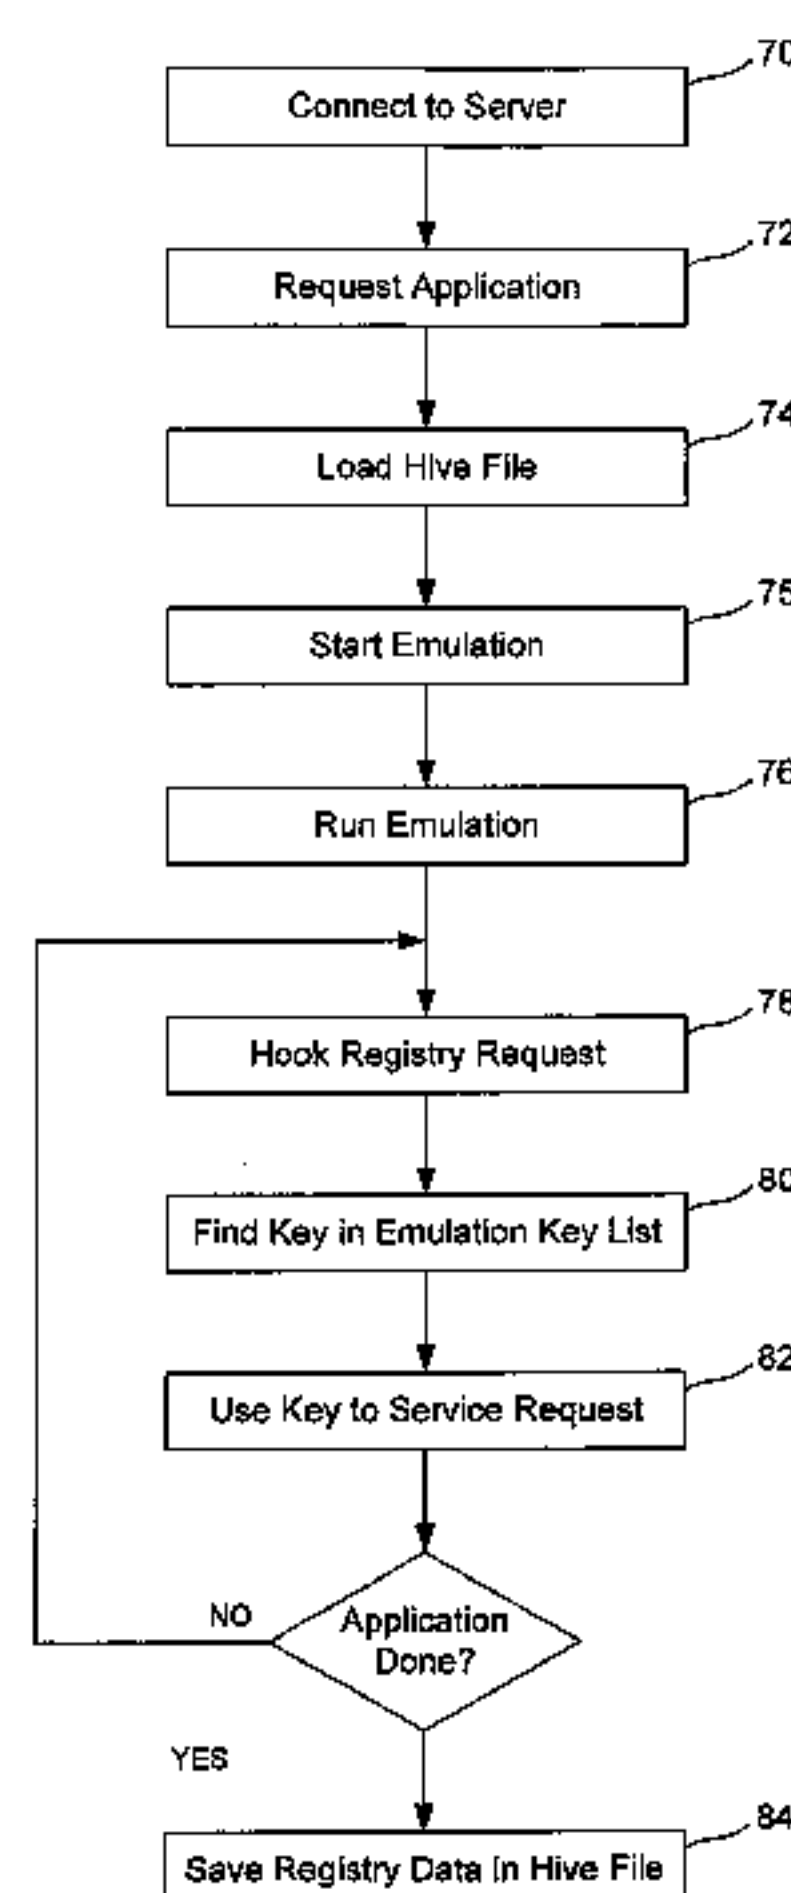 70
Connect to Server
72
Request Application
74
Load Hive File
75
Start Emulation
76
Run Emulation
78
Hook Registry Request
80
Find Key in Emulation Key List
82
Use Key to Service Request
NO
Application
Done?
YES
84
Save Registry Data in Hive File